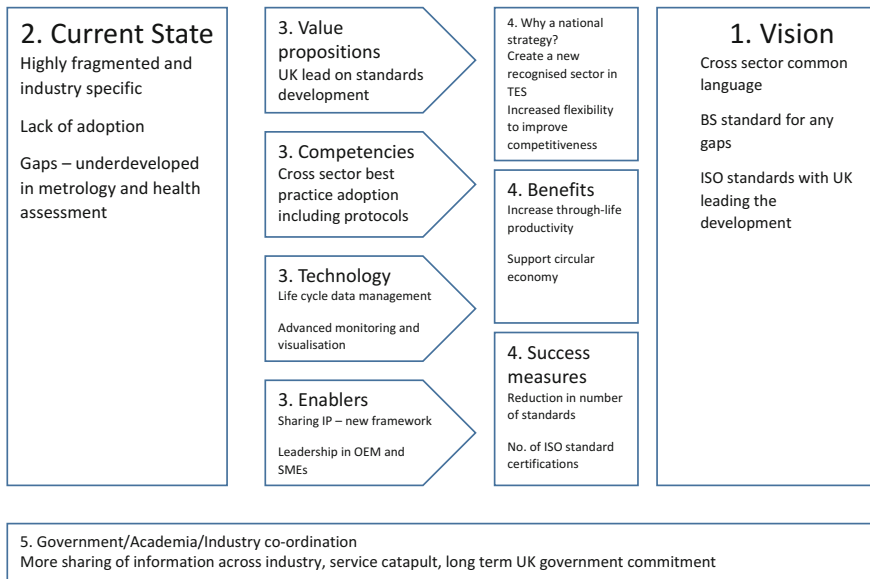 2. Current State
Highly fragmented and
industry specific
Lack of adoption
Gaps – underdeveloped
in metrology and health
assessment
3. Value
propositions
UK lead on standards
development
3. Competencies
Cross sector best
practice adoption
including protocols
3. Technology
Life cycle data management
Advanced monitoring and
visualisation
3. Enablers
Sharing IP – new framework
Leadership in OEM and
SMEs
4. Why a national
strategy?
Create a new
recognised sector in
TES
Increased flexibility
to improve
competitiveness
4. Benefits
Increase through-life
productivity
Support circular
economy
4. Success
measures
Reduction in number
of standards
No. of ISO standard
certifications
1. Vision
Cross sector common
language
BS standard for any
gaps
ISO standards with UK
leading the
development
5. Government/Academia/Industry co-ordination
More sharing of information across industry, service catapult, long term UK government commitment